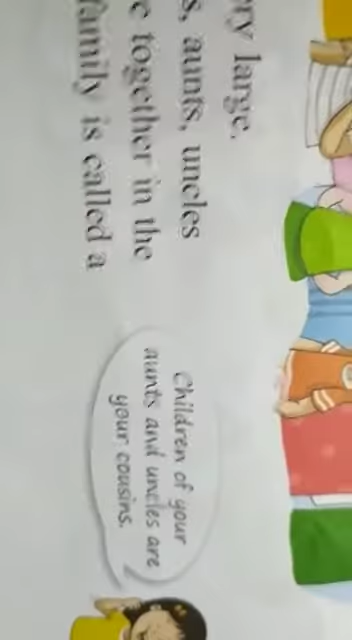 ry large.
s, aunts, uncles
e together in the
family is called a
Children of your
aunts and uncles are
your cousins.